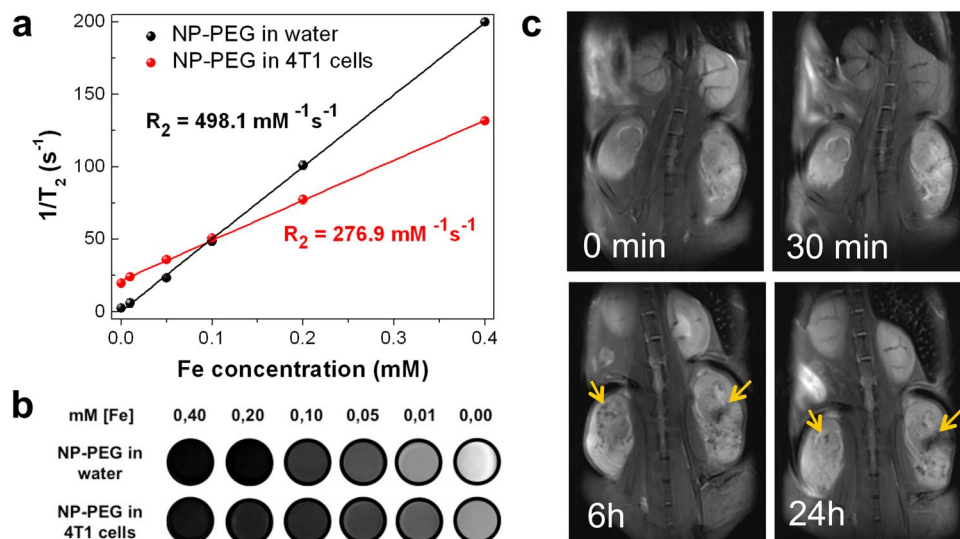 a
200
150
100
50
0
1/T₂ (s⁻¹)
NP-PEG in water
NP-PEG in 4T1 cells
R₂ = 498.1 mM ⁻¹s⁻¹
R₂ = 276.9 mM ⁻¹s⁻¹
0.0 0.1 0.2 0.3 0.4
Fe concentration (mM)
b
mM [Fe] 0,40 0,20 0,10 0,05 0,01 0,00
NP-PEG in
water
NP-PEG in
4T1 cells
c
0 min
30 min
6h
24h